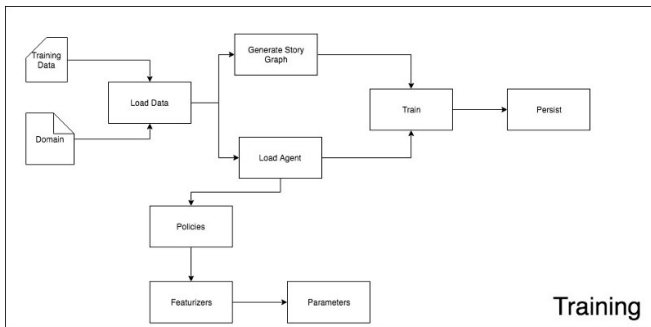 Training
Data
Generate Story
Graph
Load Data
Train
Persist
Domain
Load Agent
Policies
Featurizers
Parameters
Training